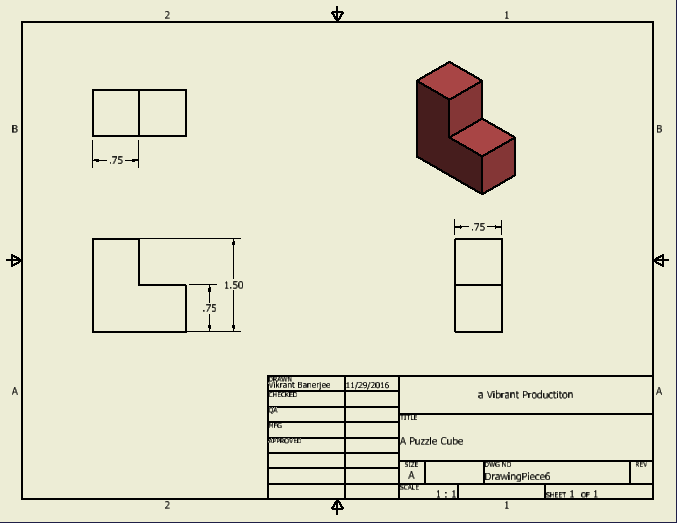 2 1
B B
.75
.75
1.50
.75
A A
DRAWN
Vikrant Banerjee 11/29/2016
CHECKED
a Vibrant Productiton
QA
TITLE
MFG
APPROVED
A Puzzle Cube
SIZE DWG NO REV
A DrawingPiece6
SCALE
1 : 1 SHEET 1 OF 1
2 1